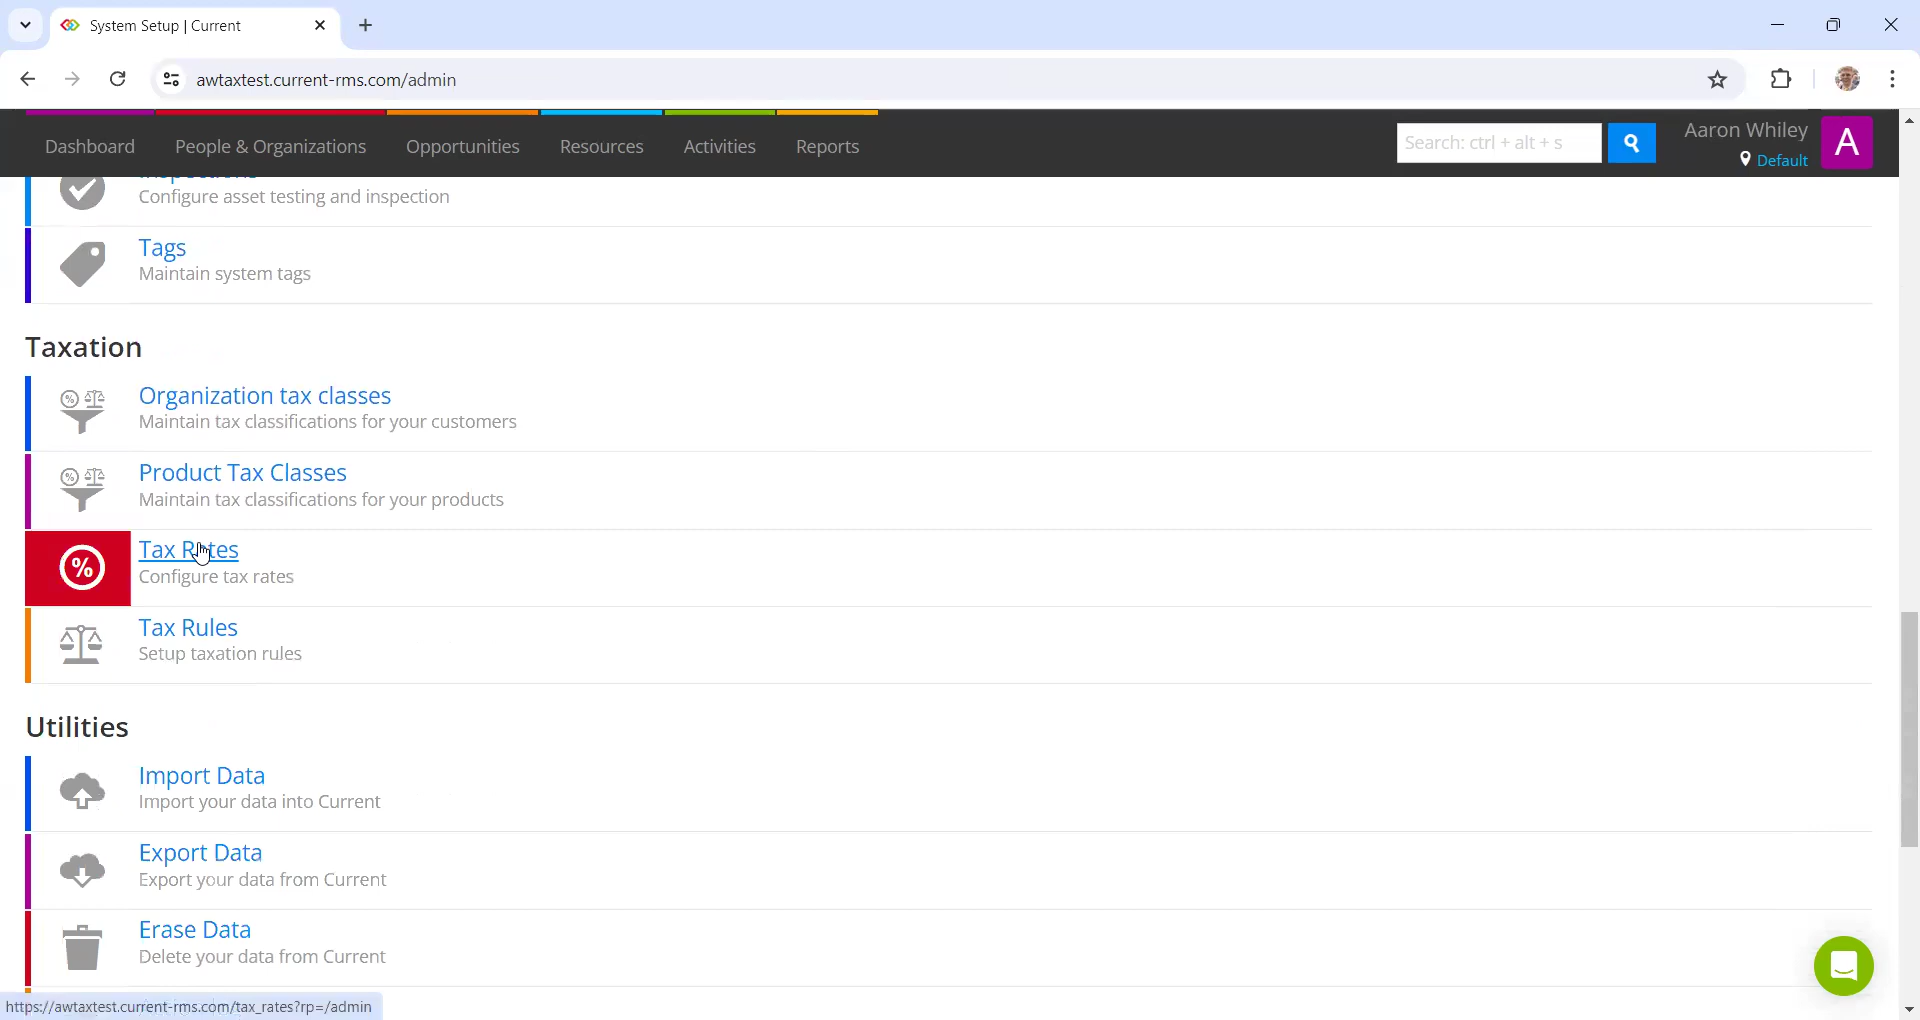 System Setup | Current
awtaxtest.current-rms.com/admin
Dashboard People & Organizations Opportunities Resources Activities Reports
Search: ctrl + alt + s
Aaron Whiley
Default
A
Inspections
Configure asset testing and inspection
Tags
Maintain system tags
Taxation
Organization tax classes
Maintain tax classifications for your customers
Product Tax Classes
Maintain tax classifications for your products
Tax Rates
Configure tax rates
Tax Rules
Setup taxation rules
Utilities
Import Data
Import your data into Current
Export Data
Export your data from Current
Erase Data
Delete your data from Current
https://awtaxtest.current-rms.com/tax_rates?rp=/admin